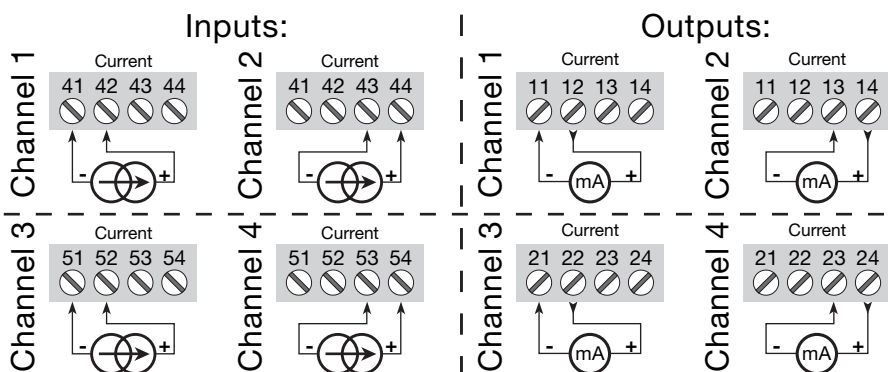 Inputs:
Outputs:
Channel 1
Current
41 42 43 44
- +
Channel 2
Current
41 42 43 44
- +
Channel 1
Current
11 12 13 14
- mA +
Channel 2
Current
11 12 13 14
- mA +
Channel 3
Current
51 52 53 54
- +
Channel 4
Current
51 52 53 54
- +
Channel 3
Current
21 22 23 24
- mA +
Channel 4
Current
21 22 23 24
- mA +